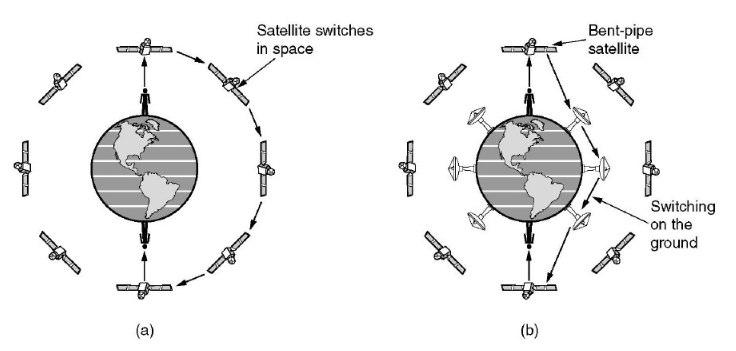 Satellite switches
in space
Bent-pipe
satellite
Switching
on the
ground
(a)
(b)